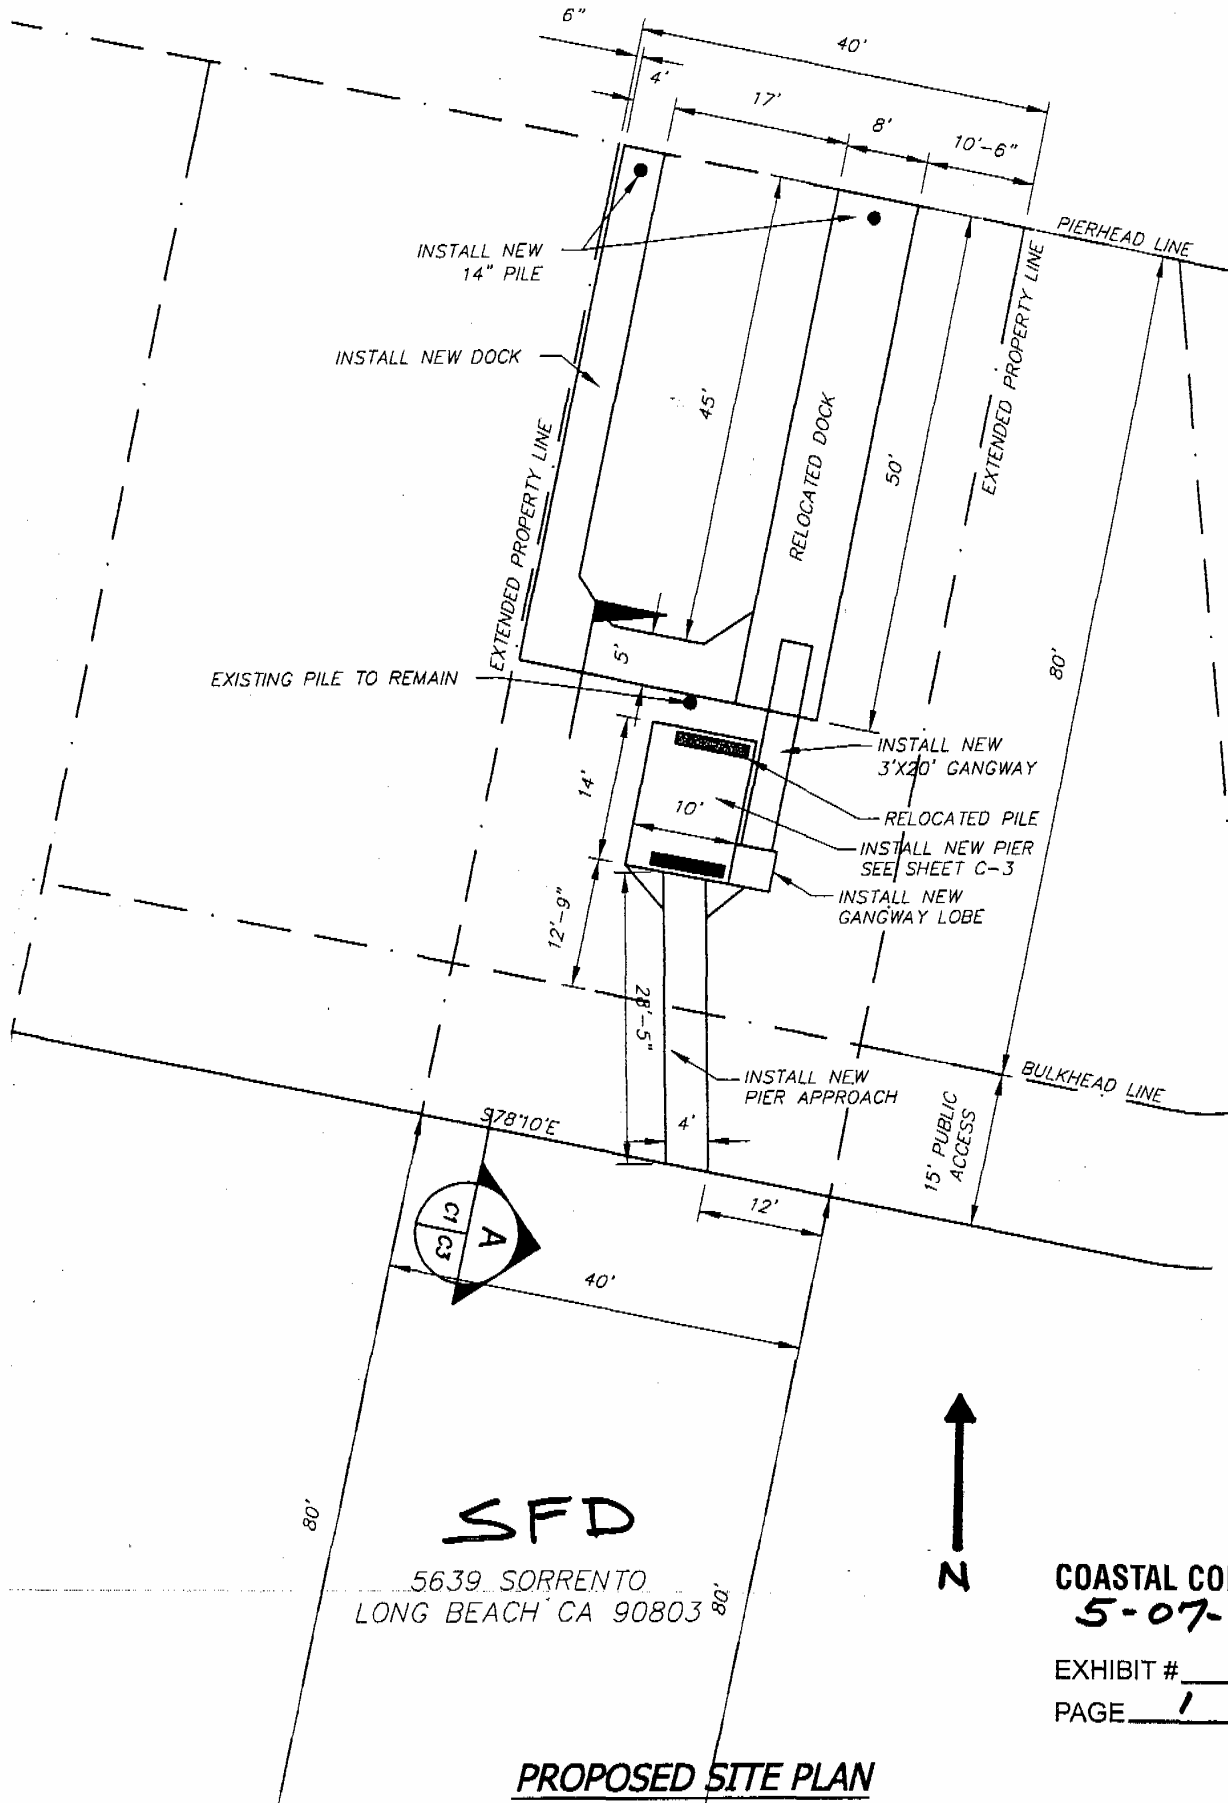 6"
40'
4'
17'
8'
10'-6"
PIERHEAD LINE
INSTALL NEW
14" PILE
EXTENDED PROPERTY LINE
INSTALL NEW DOCK
45'
RELOCATED DOCK
50'
EXTENDED PROPERTY LINE
80'
5'
EXISTING PILE TO REMAIN
INSTALL NEW
3'X20' GANGWAY
14'
10'
RELOCATED PILE
INSTALL NEW PIER
SEE SHEET C-3
INSTALL NEW
GANGWAY LOBE
12'-9"
28'-5"
INSTALL NEW
PIER APPROACH
BULKHEAD LINE
S78°10'E
4'
15' PUBLIC
ACCESS
12'
A
C1
C3
40'
80'
SFD
5639 SORRENTO
LONG BEACH CA 90803
80'
N
COASTAL CO
5-07-
EXHIBIT #
PAGE 1
PROPOSED SITE PLAN